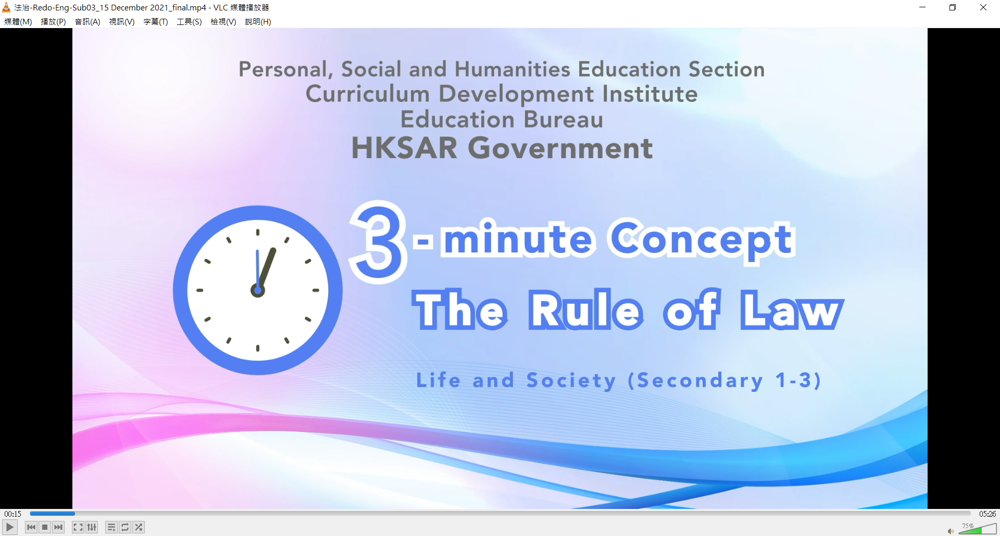 法治-Redo-Eng-Sub03_15 December 2021_final.mp4 - VLC 媒體播放器
媒體(M) 播放(P) 音訊(A) 視訊(V) 字幕(T) 工具(S) 檢視(V) 說明(H)
Personal, Social and Humanities Education Section
Curriculum Development Institute
Education Bureau
HKSAR Government
3-minute Concept
The Rule of Law
Life and Society (Secondary 1-3)
00:15
05:26
75%